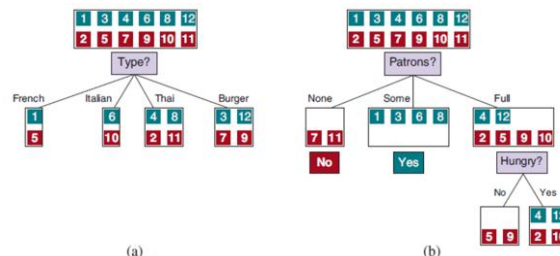 1 3 4 6 8 12
2 5 7 9 10 11
Type?
French Italian Thai Burger
1 6 4 8 3 12
5 10 2 11 7 9
(a)
1 3 4 6 8 12
2 5 7 9 10 11
Patrons?
None Some Full
1 3 6 8 4 12
7 11 2 5 9 10
No Yes Hungry?
No Yes
4
5 9 2
(b)